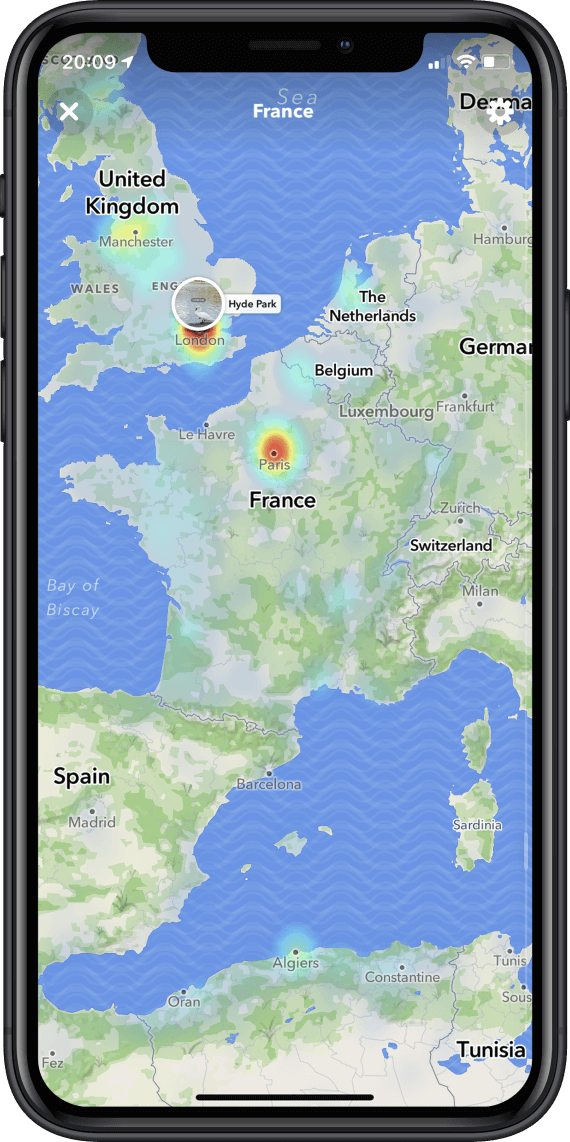 SCO
20:09
Sea
France
Denma
United
Kingdom
Manchester
Hamburg
WALES
ENG
Hyde Park
The
Netherlands
London
German
Belgium
Luxembourg
Frankfurt
Le Havre
Paris
France
Zurich
Switzerland
Bay of
Biscay
Milan
Spain
Barcelona
Madrid
Sardinia
Algiers
Tunis
Constantine
Oran
Sous
Tunisia
Fez